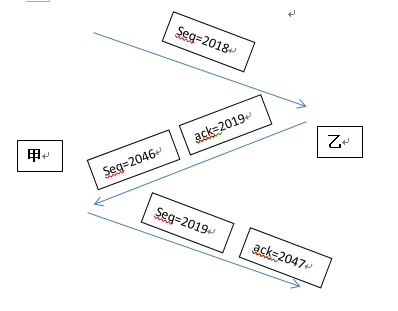 Seq=2018
ack=2019
Seq=2046
甲
乙
Seq=2019
ack=2047